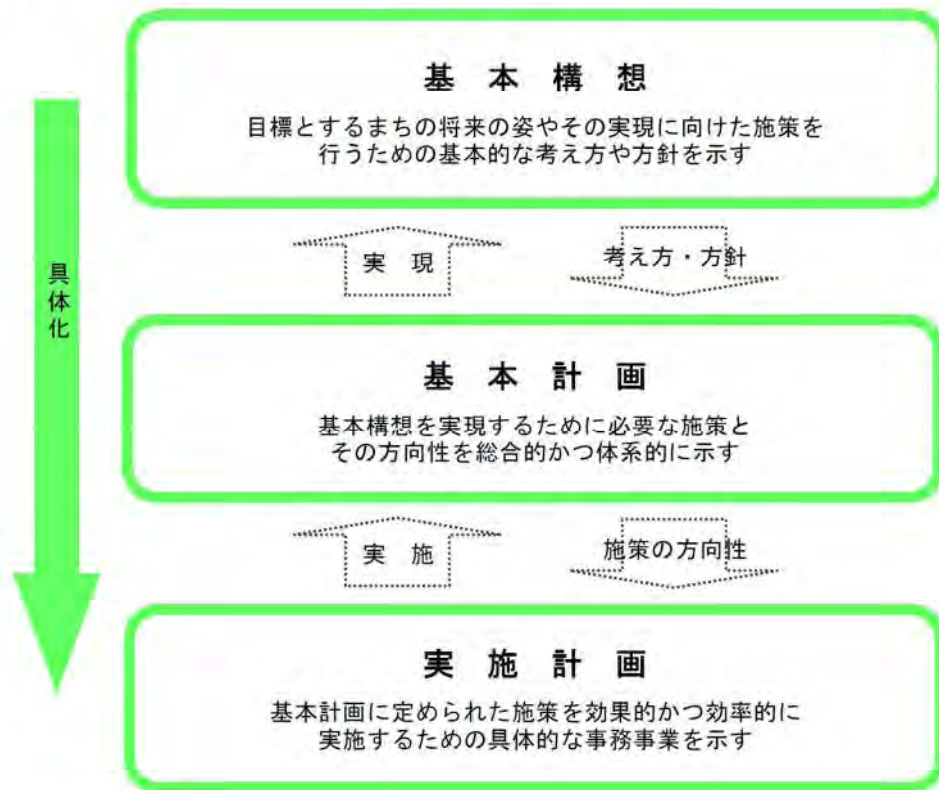 基本構想
目標とするまちの将来の姿やその実現に向けた施策を
行うための基本的な考え方や方針を示す
実現
考え方・方針
具体化
基本計画
基本構想を実現するために必要な施策と
その方向性を総合的かつ体系的に示す
実施
施策の方向性
実施計画
基本計画に定められた施策を効果的かつ効率的に
実施するための具体的な事務事業を示す